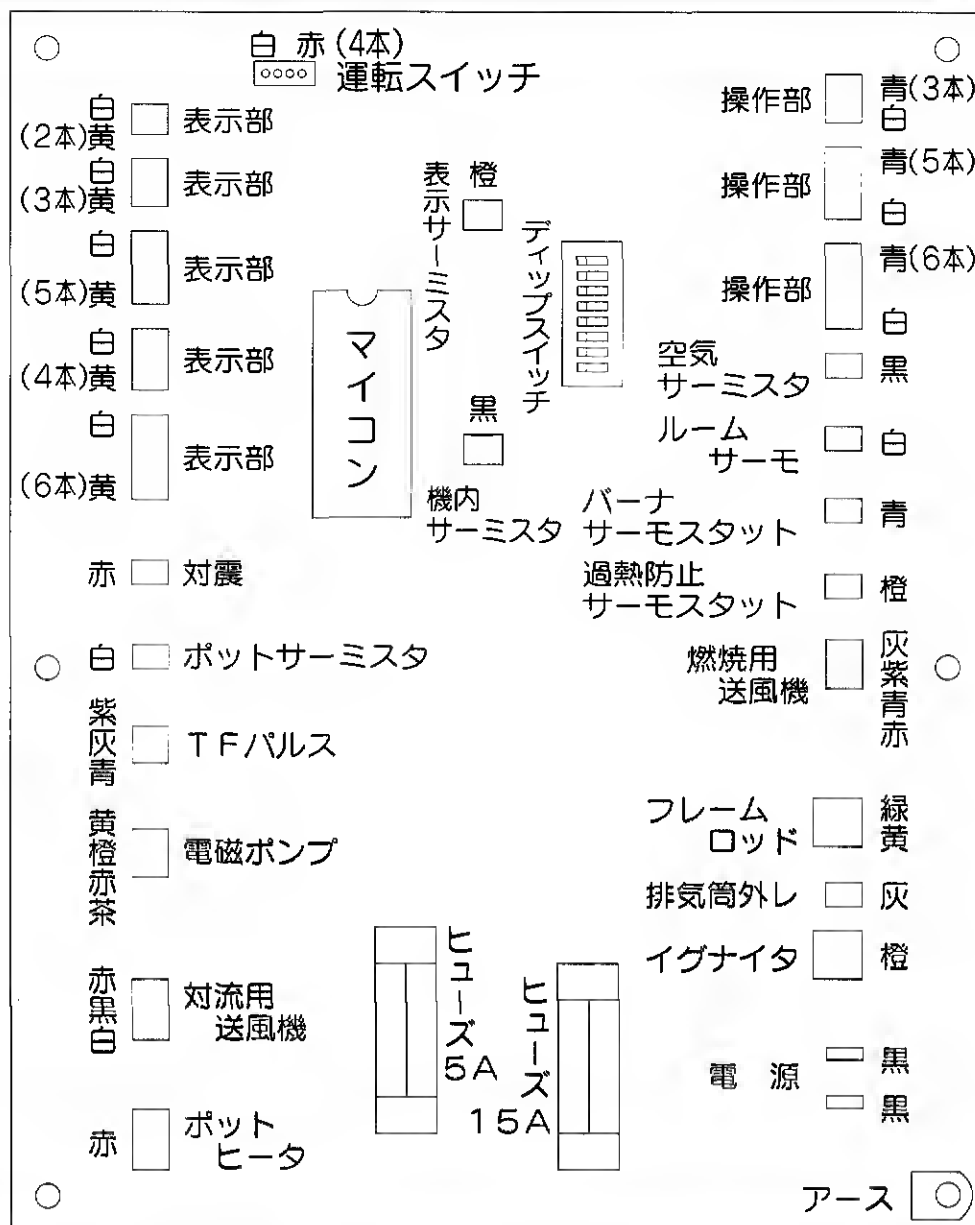 白 赤(4本)
運転スイッチ
白
(2本)黄
表示部
白
(3本)黄
表示部
白
(5本)黄
表示部
白
(4本)黄
表示部
白
(6本)黄
表示部
赤
対震
白
ポットサーミスタ
紫灰青
TFパルス
黄橙赤茶
電磁ポンプ
赤黒白
対流用
送風機
赤
ポット
ヒータ
マイコン
表示サーミスタ
橙
ディップスイッチ
黒
機内
サーミスタ
ヒューズ
5A
ヒューズ
15A
操作部
青(3本)
白
操作部
青(5本)
白
操作部
青(6本)
白
空気
サーミスタ
黒
ルーム
サーモ
白
バーナ
サーモスタット
青
過熱防止
サーモスタット
橙
燃焼用
送風機
灰紫青赤
フレーム
ロッド
緑黄
排気筒外レ
灰
イグナイタ
橙
電 源
黒
黒
アース